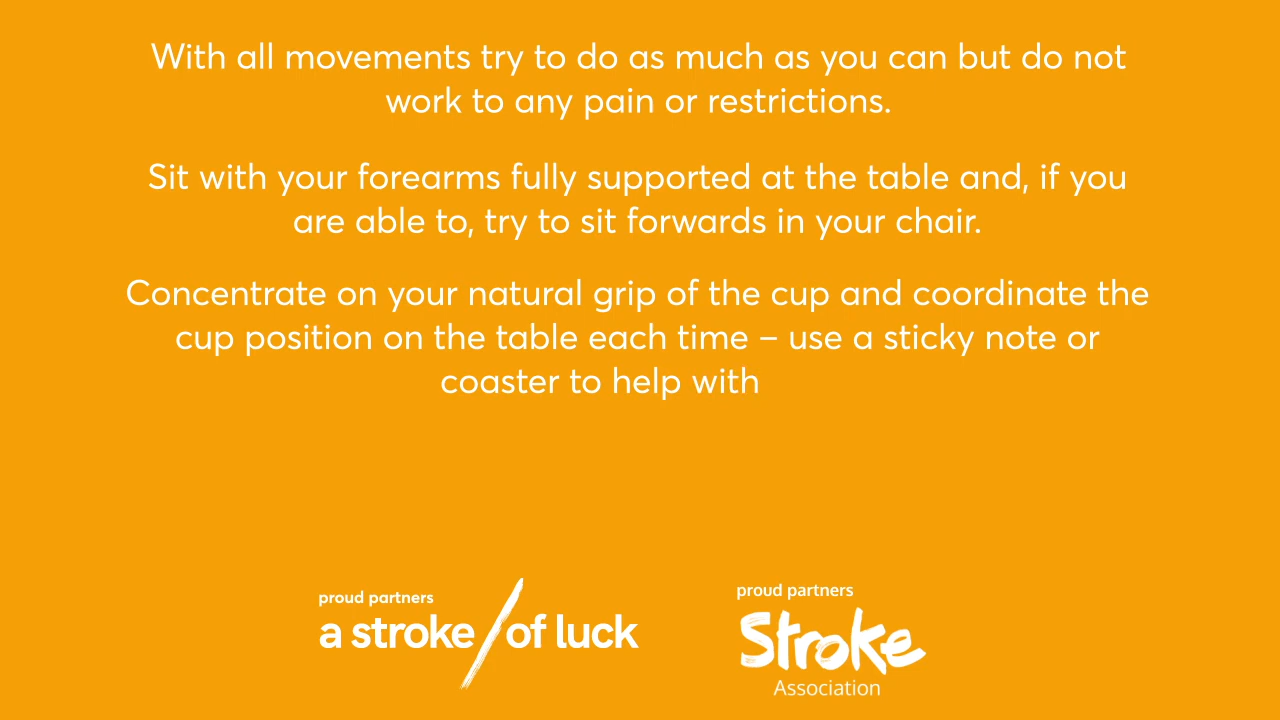 With all movements try to do as much as you can but do not
work to any pain or restrictions.
Sit with your forearms fully supported at the table and, if you
are able to, try to sit forwards in your chair.
Concentrate on your natural grip of the cup and coordinate the
cup position on the table each time – use a sticky note or
coaster to help with
proud partners
a stroke/of luck
proud partners
Stroke
Association